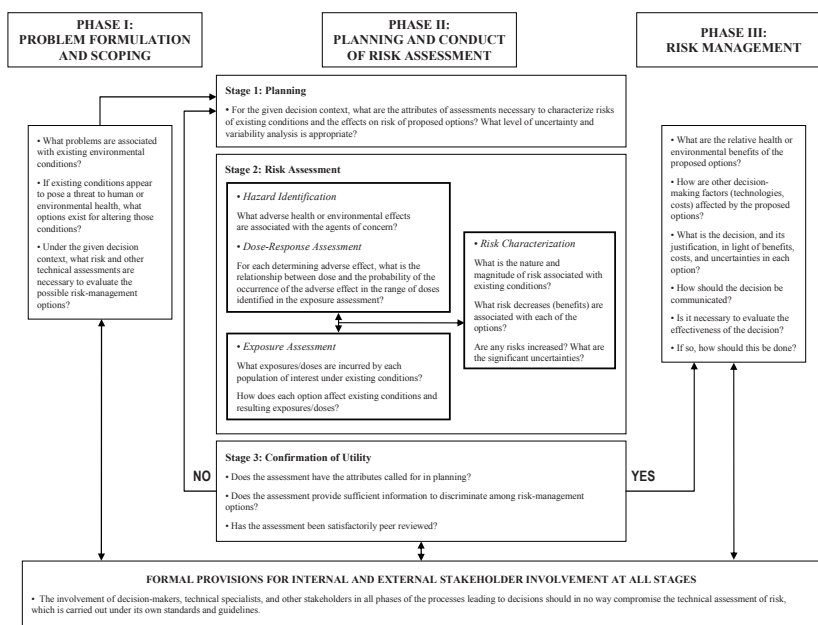 PHASE I:
PROBLEM FORMULATION
AND SCOPING
PHASE II:
PLANNING AND CONDUCT
OF RISK ASSESSMENT
PHASE III:
RISK MANAGEMENT
• What problems are associated
with existing environmental
conditions?
• If existing conditions appear
to pose a threat to human or
environmental health, what
options exist for altering those
conditions?
• Under the given decision
context, what risk and other
technical assessments are
necessary to evaluate the
possible risk-management
options?
Stage 1: Planning
• For the given decision context, what are the attributes of assessments necessary to characterize risks
of existing conditions and the effects on risk of proposed options? What level of uncertainty and
variability analysis is appropriate?
Stage 2: Risk Assessment
• Hazard Identification
What adverse health or environmental effects
are associated with the agents of concern?
• Dose-Response Assessment
For each determining adverse effect, what is the
relationship between dose and the probability of the
occurrence of the adverse effect in the range of doses
identified in the exposure assessment?
• Exposure Assessment
What exposures/doses are incurred by each
population of interest under existing conditions?
How does each option affect existing conditions and
resulting exposures/doses?
• Risk Characterization
What is the nature and
magnitude of risk associated with
existing conditions?
What risk decreases (benefits) are
associated with each of the
options?
Are any risks increased? What are
the significant uncertainties?
Stage 3: Confirmation of Utility
• Does the assessment have the attributes called for in planning?
• Does the assessment provide sufficient information to discriminate among risk-management
options?
• Has the assessment been satisfactorily peer reviewed?
NO
YES
• What are the relative health or
environmental benefits of the
proposed options?
• How are other decision-
making factors (technologies,
costs) affected by the proposed
options?
• What is the decision, and its
justification, in light of benefits,
costs, and uncertainties in
each option?
• How should the decision be
communicated?
• Is it necessary to evaluate the
effectiveness of the decision?
• If so, how should this be done?
FORMAL PROVISIONS FOR INTERNAL AND EXTERNAL STAKEHOLDER INVOLVEMENT AT ALL STAGES
• The involvement of decision-makers, technical specialists, and other stakeholders in all phases of the processes leading to decisions should in no way compromise the technical assessment of risk,
which is carried out under its own standards and guidelines.